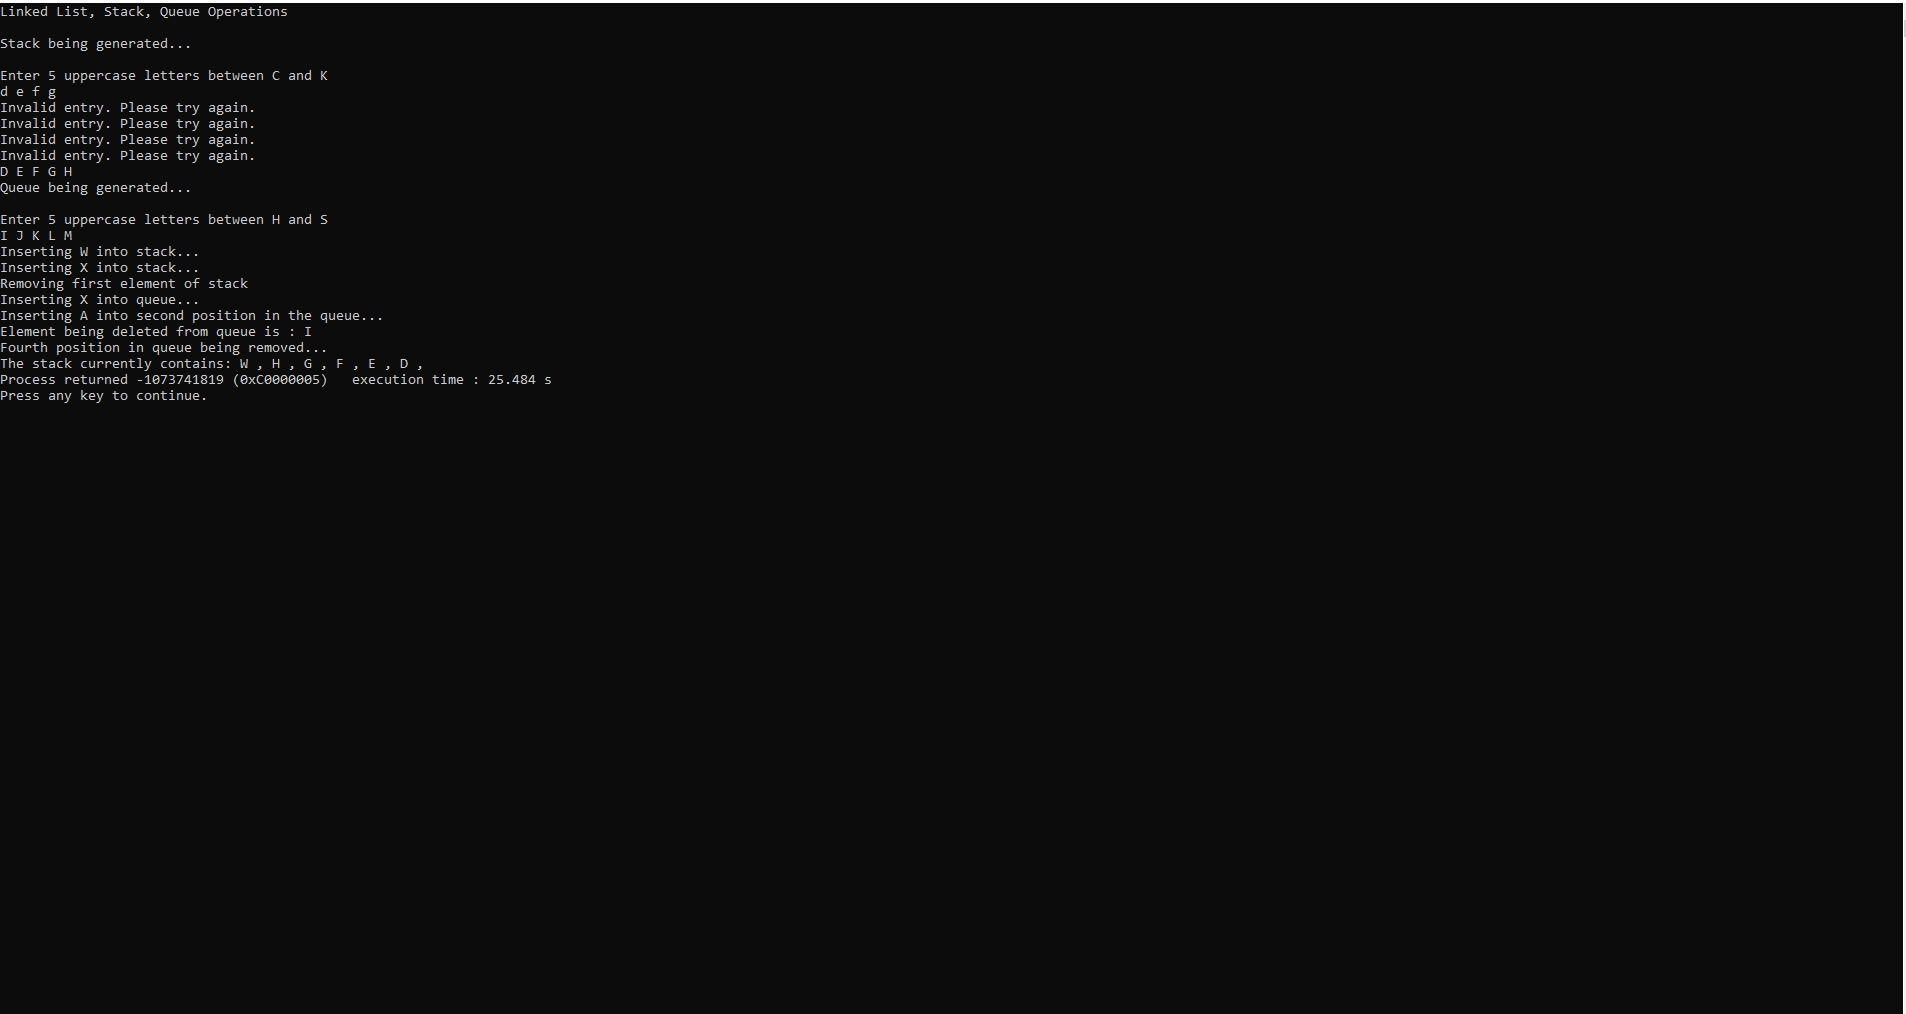 Linked List, Stack, Queue Operations
Stack being generated...
Enter 5 uppercase letters between C and K
d e f g
Invalid entry. Please try again.
Invalid entry. Please try again.
Invalid entry. Please try again.
Invalid entry. Please try again.
D E F G H
Queue being generated...
Enter 5 uppercase letters between H and S
I J K L M
Inserting W into stack...
Inserting X into stack...
Removing first element of stack
Inserting X into queue...
Inserting A into second position in the queue...
Element being deleted from queue is : I
Fourth position in queue being removed...
The stack currently contains: W , H , G , F , E , D ,
Process returned -1073741819 (0xC0000005)   execution time : 25.484 s
Press any key to continue.